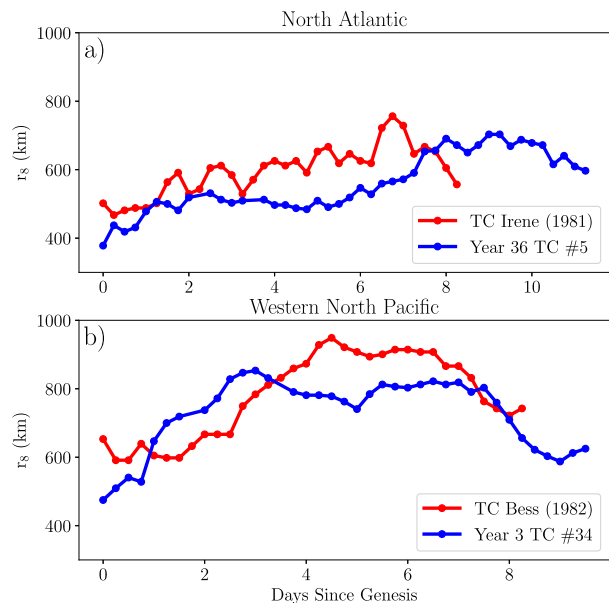 North Atlantic
a)
1000
800
600
400
r8 (km)
0 2 4 6 8 10
TC Irene (1981)
Year 36 TC #5
Western North Pacific
b)
1000
800
600
400
r8 (km)
TC Bess (1982)
Year 3 TC #34
0 2 4 6 8
Days Since Genesis